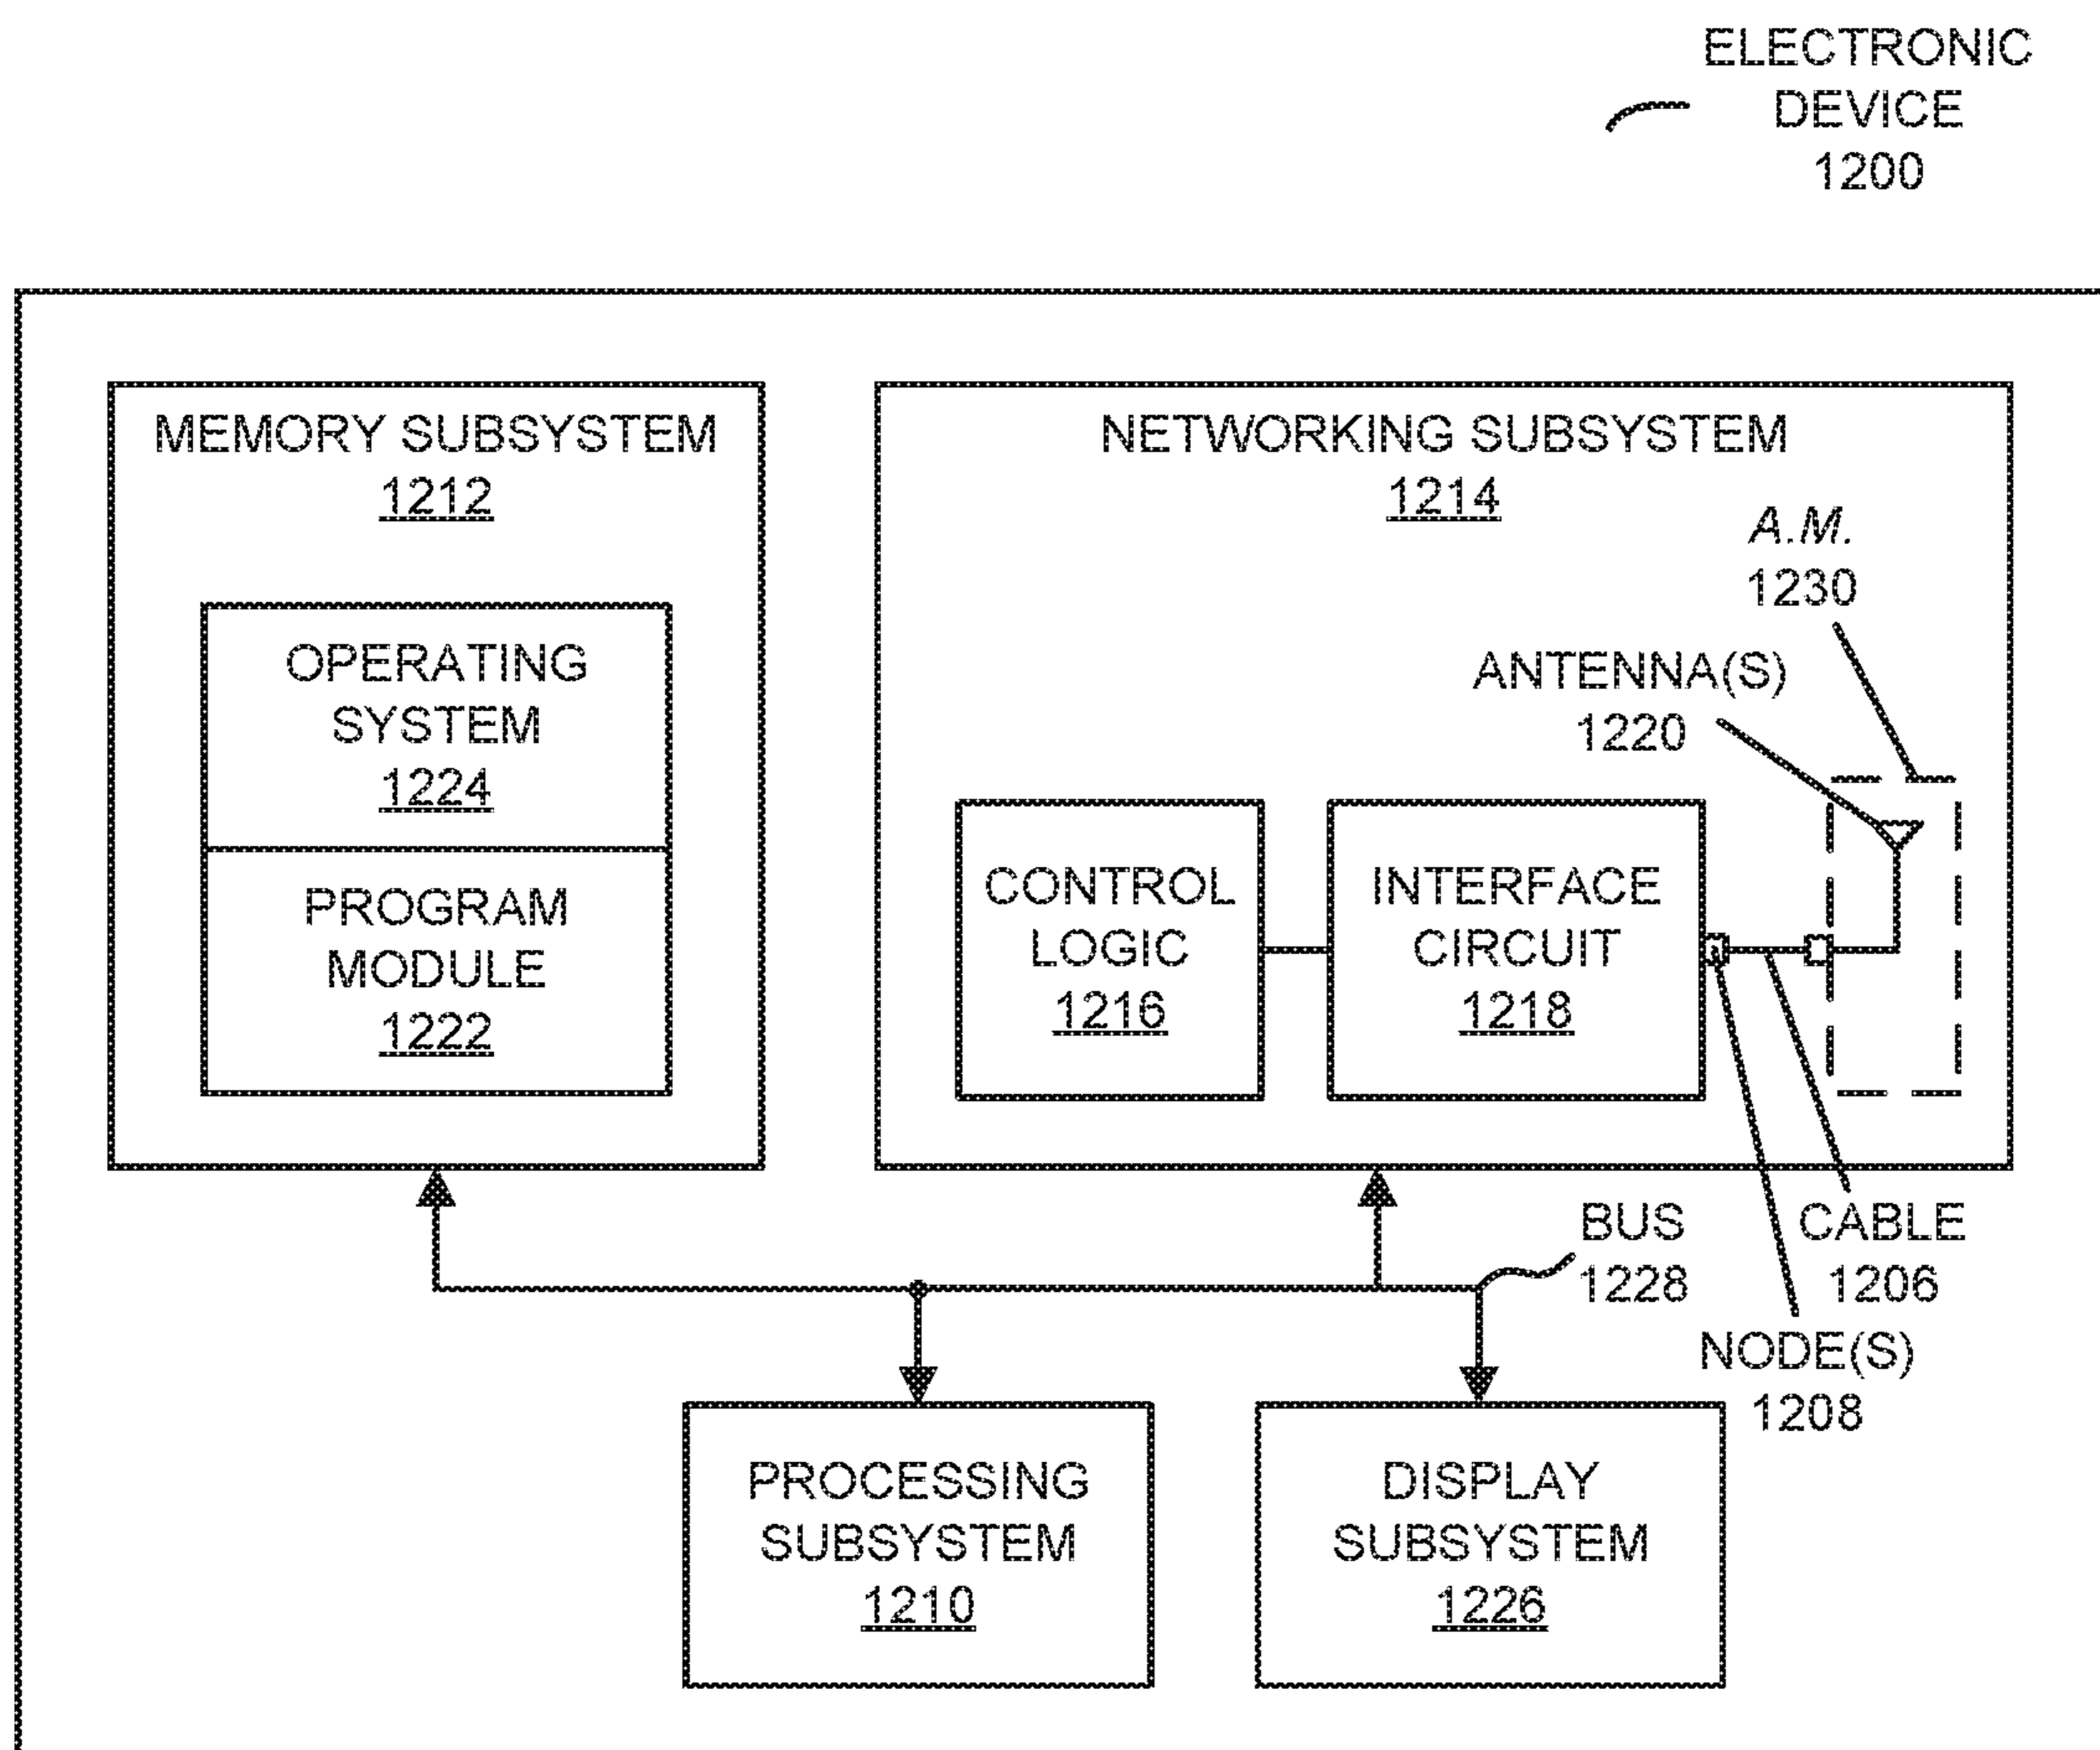 ELECTRONIC
DEVICE
1200
MEMORY SUBSYSTEM
1212
OPERATING
SYSTEM
1224
PROGRAM
MODULE
1222
NETWORKING SUBSYSTEM
1214
A.M.
1230
ANTENNA(S)
1220
CONTROL
LOGIC
1216
INTERFACE
CIRCUIT
1218
BUS
1228
CABLE
1206
NODE(S)
1208
PROCESSING
SUBSYSTEM
1210
DISPLAY
SUBSYSTEM
1226